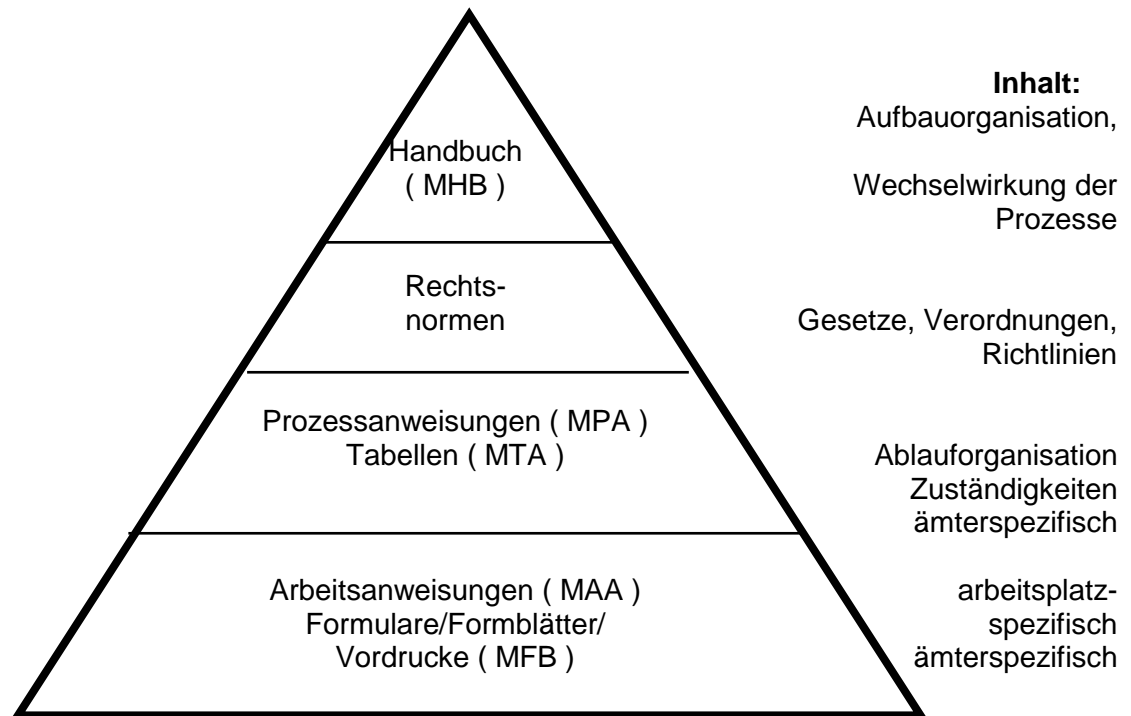 Inhalt:
Aufbauorganisation,
Handbuch
( MHB )
Wechselwirkung der
Prozesse
Rechts-
normen
Gesetze, Verordnungen,
Richtlinien
Prozessanweisungen ( MPA )
Tabellen ( MTA )
Ablauforganisation
Zuständigkeiten
ämterspezifisch
Arbeitsanweisungen ( MAA )
Formulare/Formblätter/
Vordrucke ( MFB )
arbeitsplatz-
spezifisch
ämterspezifisch